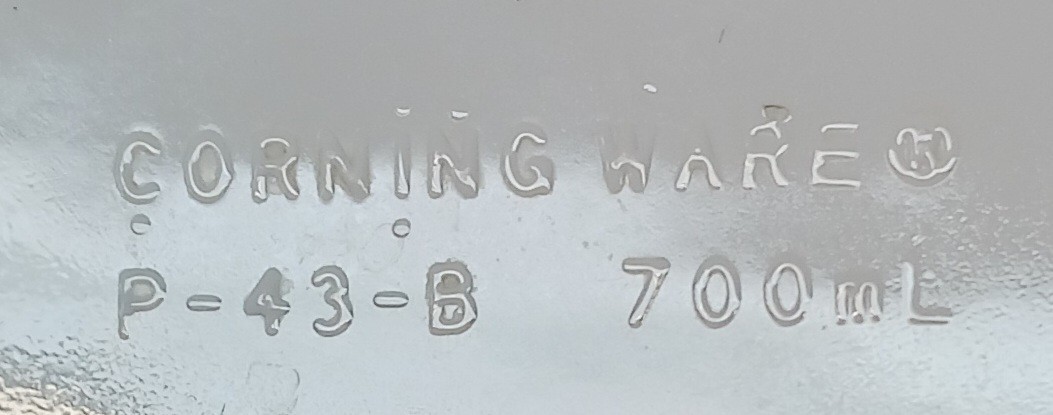 CORNING WARE®
P-43-B 700mL